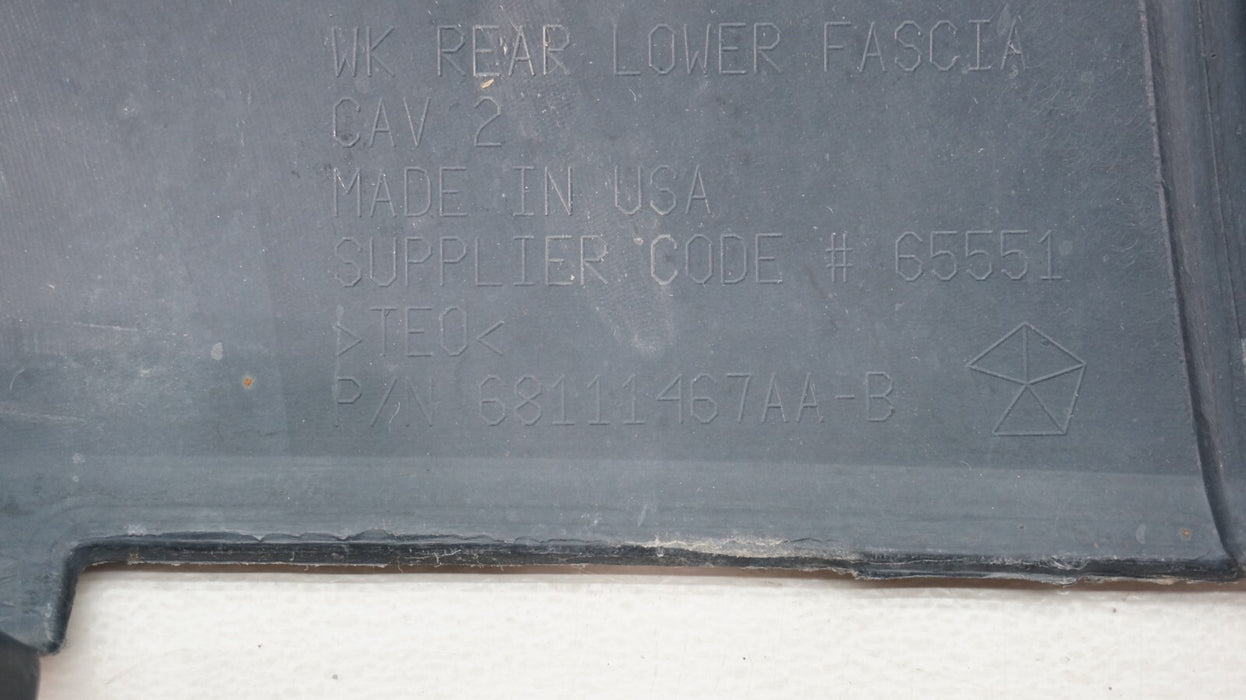 WK REAR LOWER FASCIA
CAV 2
MADE IN USA
SUPPLIER CODE # 65551
>TEO<
P/N 68111467AA-B